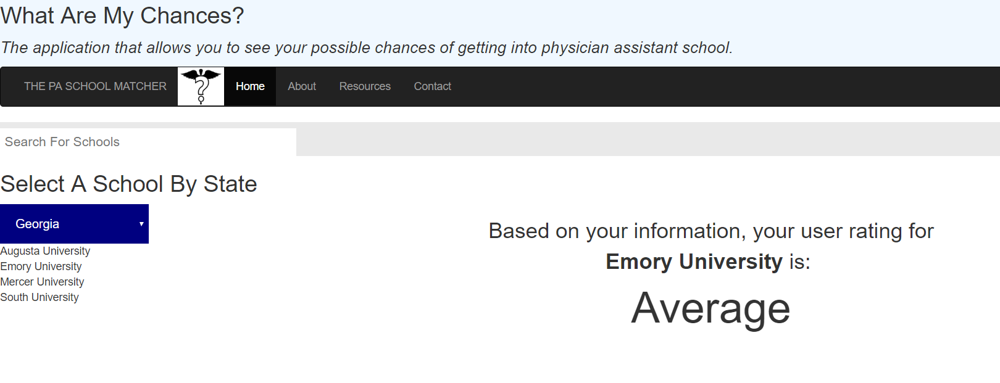 What Are My Chances?
The application that allows you to see your possible chances of getting into physician assistant school.
THE PA SCHOOL MATCHER ? Home About Resources Contact
Search For Schools
Select A School By State
Georgia
Augusta University
Emory University
Mercer University
South University
Based on your information, your user rating for
Emory University is:
Average